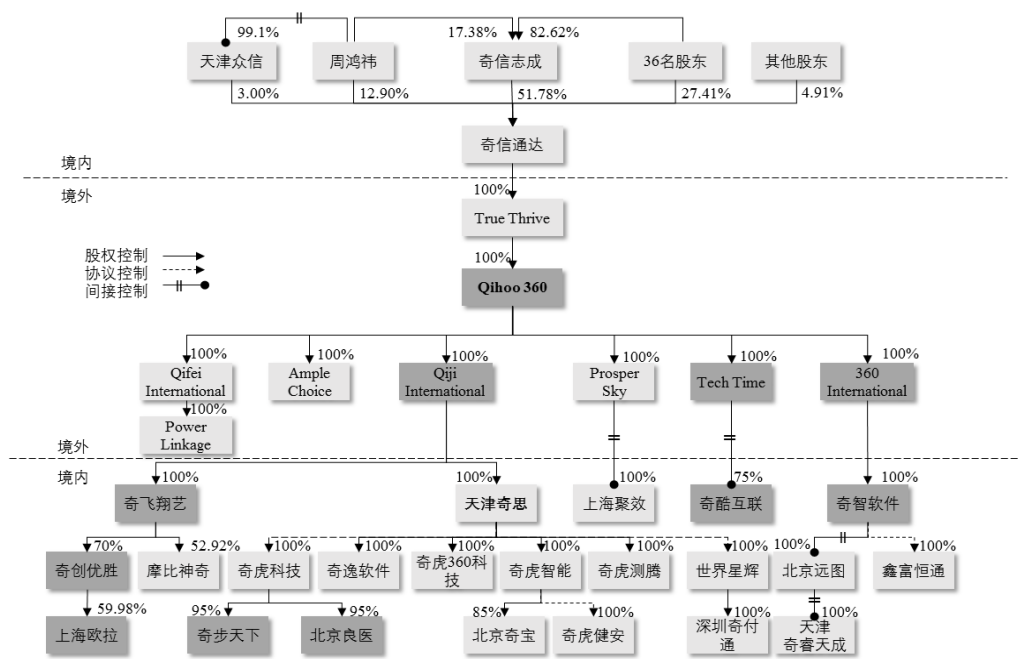 99.1%
17.38%
82.62%
天津众信
周鸿祎
奇信志成
36名股东
其他股东
3.00%
12.90%
51.78%
27.41%
4.91%
奇信通达
境内
境外
100%
True Thrive
100%
股权控制
协议控制
间接控制
Qihoo 360
100%
100%
100%
100%
100%
100%
Qifei
International
Ample
Choice
Qiji
International
Prosper
Sky
Tech Time
360
International
100%
Power
Linkage
境外
境内
100%
100%
100%
75%
100%
奇飞翔艺
天津奇思
上海聚效
奇酷互联
奇智软件
70%
52.92%
100%
100%
100%
100%
100%
100%
100%
100%
奇创优胜
摩比神奇
奇虎科技
奇逸软件
奇虎360科
技
奇虎智能
奇虎测腾
世界星辉
北京远图
鑫富恒通
59.98%
95%
95%
85%
100%
100%
100%
上海欧拉
奇步天下
北京良医
北京奇宝
奇虎健安
深圳奇付
通
天津
奇睿天成